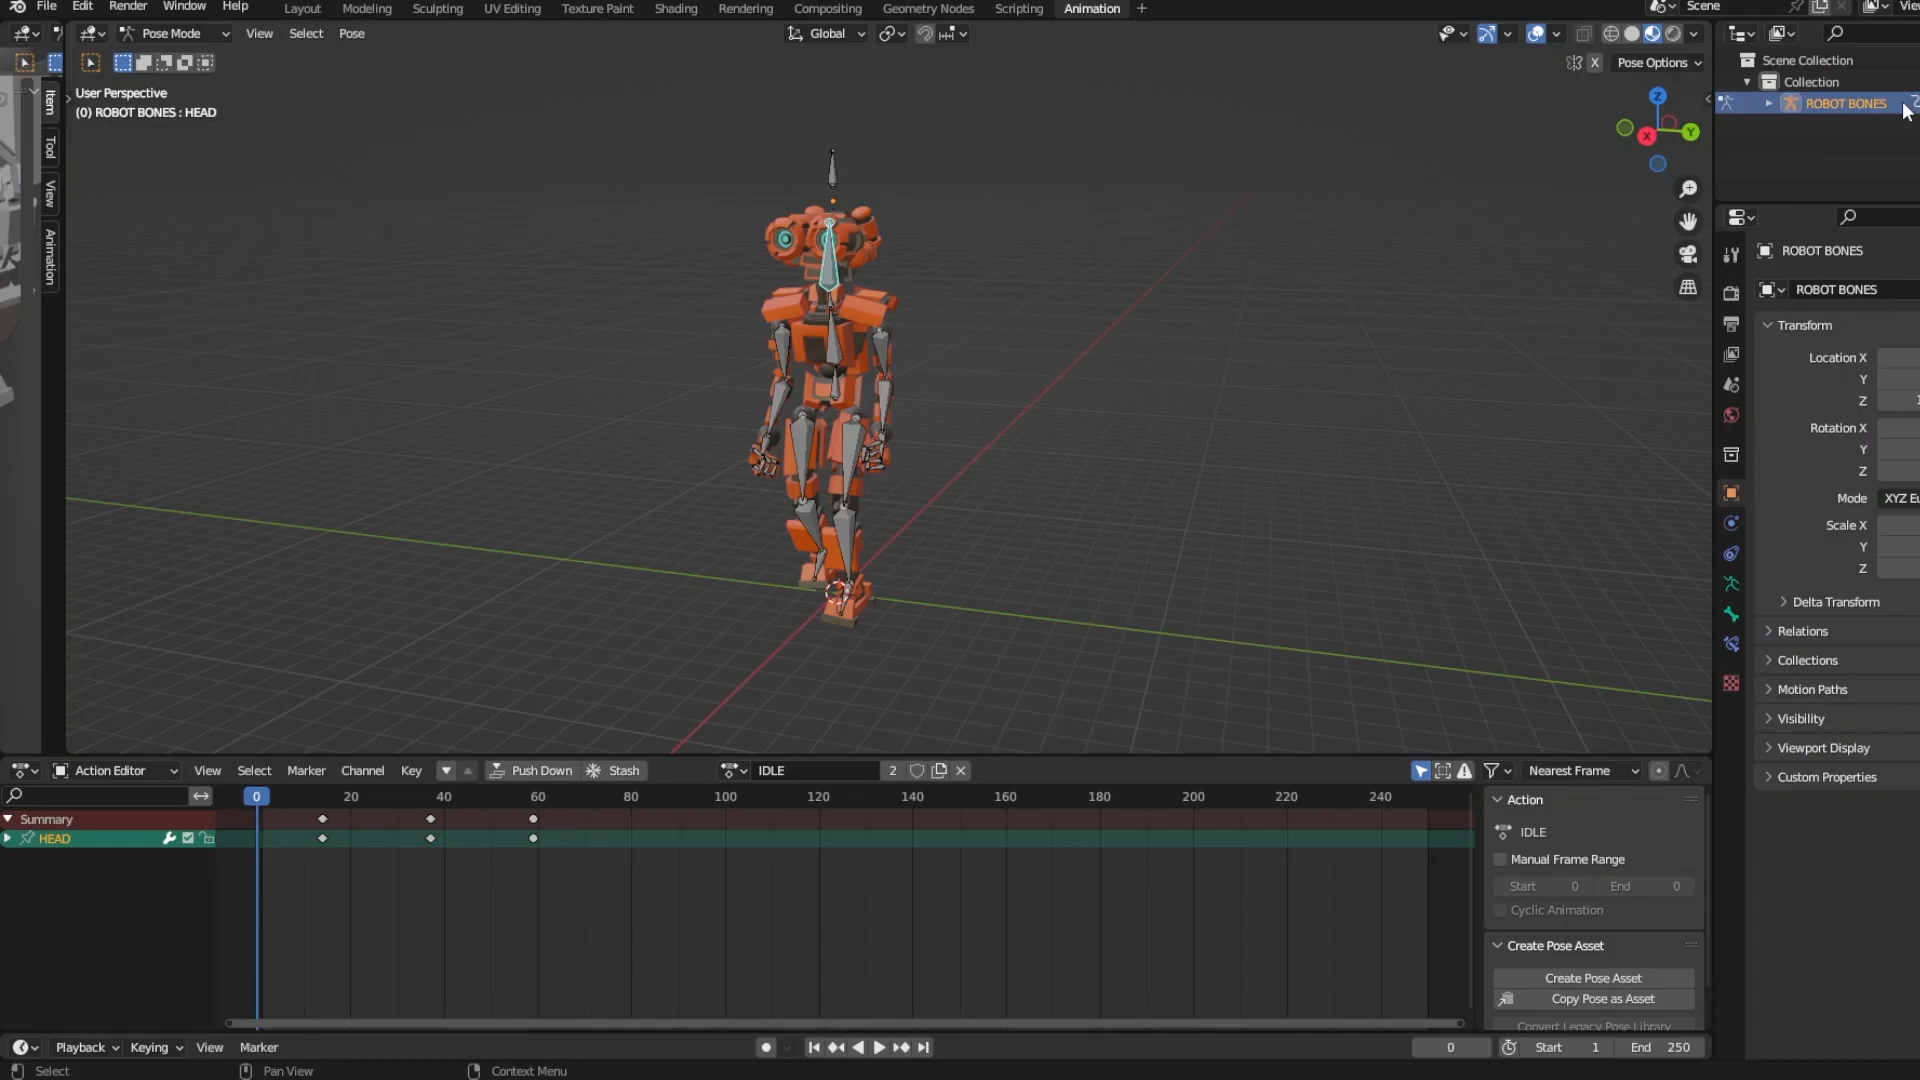 File Edit Render Window Help
Layout Modeling Sculpting UV Editing Texture Paint Shading Rendering Compositing Geometry Nodes Scripting Animation +
Scene
Pose Mode View Select Pose
Global
X Pose Options
Item
Tool
View
Animation
User Perspective
(0) ROBOT BONES : HEAD
Z
Y
X
Scene Collection
Collection
ROBOT BONES
ROBOT BONES
ROBOT BONES
Transform
Location X
Y
Z
Rotation X
Y
Z
Mode XYZ Eu
Scale X
Y
Z
Delta Transform
Relations
Collections
Motion Paths
Visibility
Viewport Display
Custom Properties
Action Editor View Select Marker Channel Key Push Down Stash IDLE 2 Nearest Frame
0 20 40 60 80 100 120 140 160 180 200 220 240
Summary
HEAD
Action
IDLE
Manual Frame Range
Start 0 End 0
Cyclic Animation
Create Pose Asset
Create Pose Asset
Copy Pose as Asset
Convert Legacy Pose Library
Playback Keying View Marker 0 Start 1 End 250
Select Pan View Context Menu